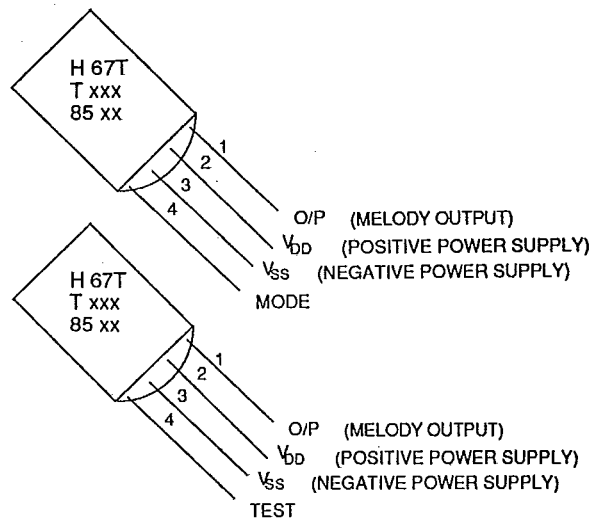 H 67T
T xxx
85 xx
1
2
3
4
O/P (MELODY OUTPUT)
VDD (POSITIVE POWER SUPPLY)
VSS (NEGATIVE POWER SUPPLY)
MODE
H 67T
T xxx
85 xx
1
2
3
4
O/P (MELODY OUTPUT)
VDD (POSITIVE POWER SUPPLY)
VSS (NEGATIVE POWER SUPPLY)
TEST